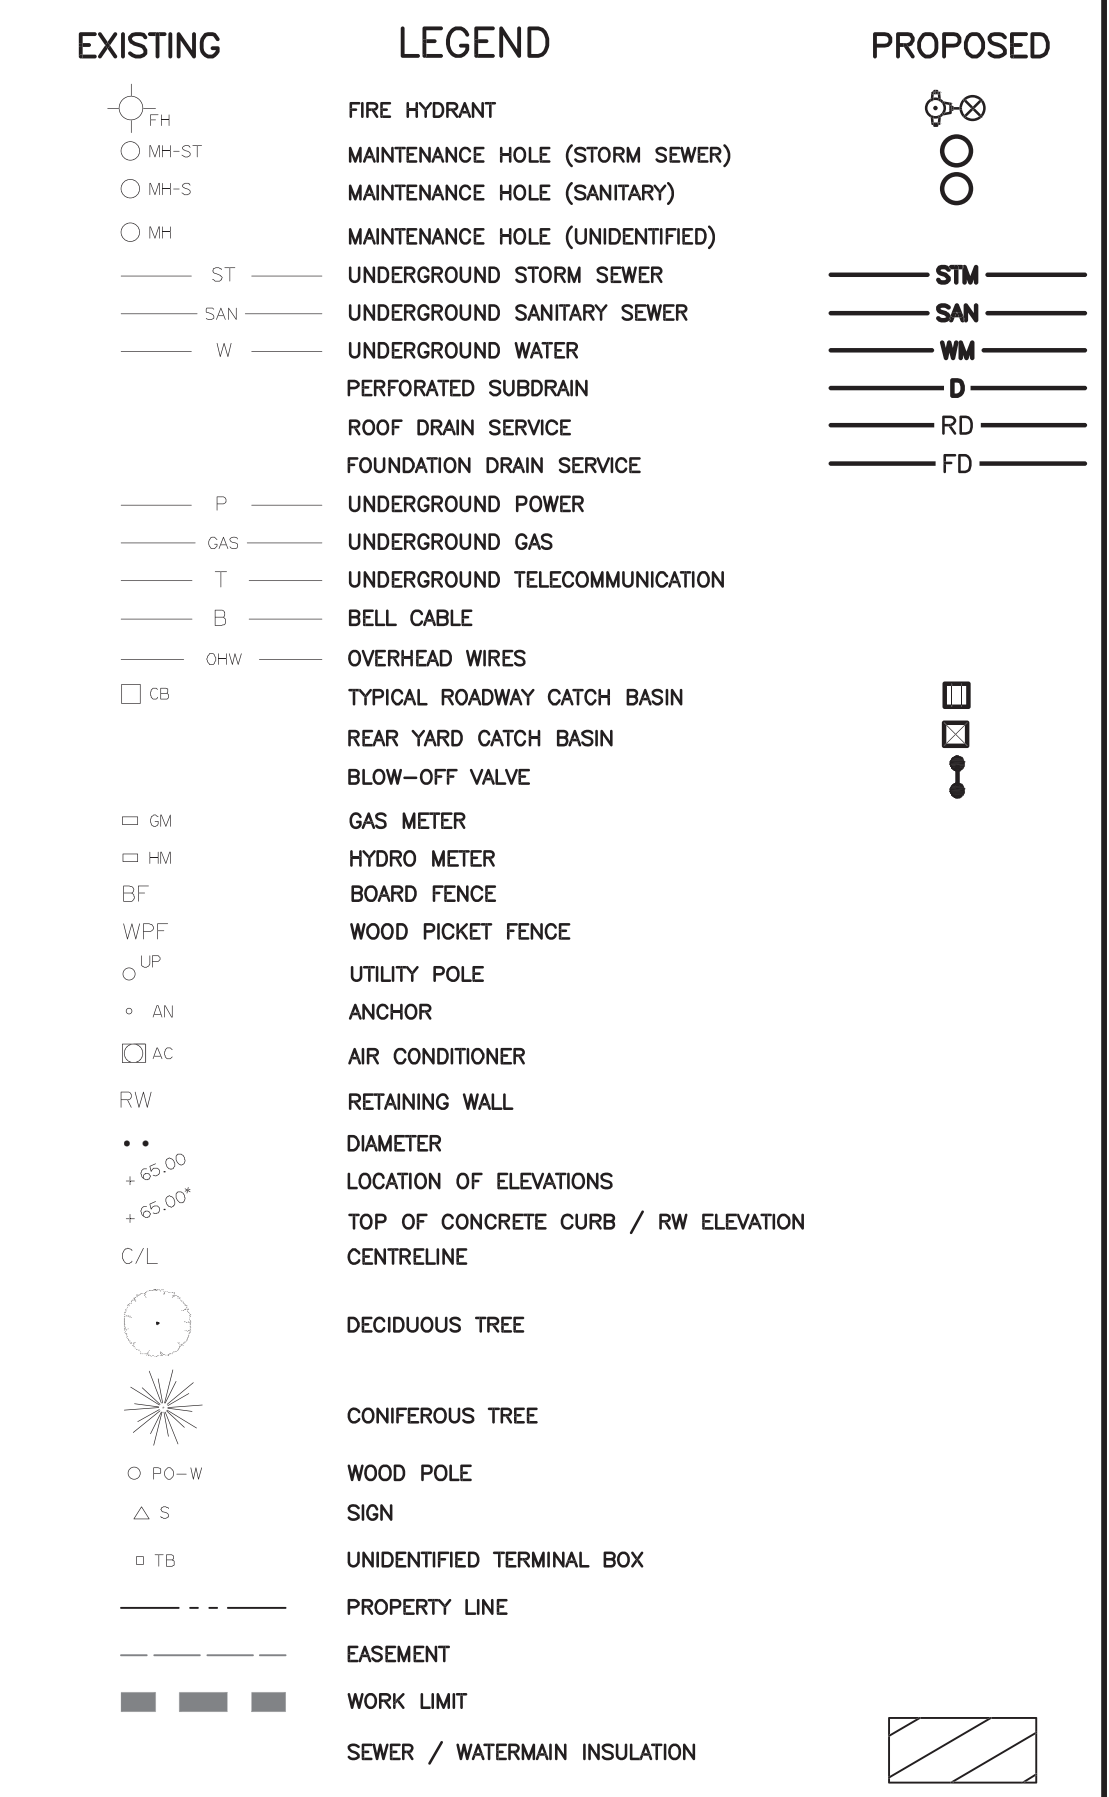 EXISTING LEGEND PROPOSED
FH FIRE HYDRANT
MH-ST MAINTENANCE HOLE (STORM SEWER)
MH-S MAINTENANCE HOLE (SANITARY)
MH MAINTENANCE HOLE (UNIDENTIFIED)
ST UNDERGROUND STORM SEWER STM
SAN UNDERGROUND SANITARY SEWER SAN
W UNDERGROUND WATER WM
PERFORATED SUBDRAIN D
ROOF DRAIN SERVICE RD
FOUNDATION DRAIN SERVICE FD
P UNDERGROUND POWER
GAS UNDERGROUND GAS
T UNDERGROUND TELECOMMUNICATION
B BELL CABLE
OHW OVERHEAD WIRES
CB TYPICAL ROADWAY CATCH BASIN
REAR YARD CATCH BASIN
BLOW-OFF VALVE
GM GAS METER
HM HYDRO METER
BF BOARD FENCE
WPF WOOD PICKET FENCE
UP UTILITY POLE
AN ANCHOR
AC AIR CONDITIONER
RW RETAINING WALL
DIAMETER
+ 65.00 LOCATION OF ELEVATIONS
+ 65.00* TOP OF CONCRETE CURB / RW ELEVATION
C/L CENTRELINE
DECIDUOUS TREE
CONIFEROUS TREE
PO-W WOOD POLE
S SIGN
TB UNIDENTIFIED TERMINAL BOX
PROPERTY LINE
EASEMENT
WORK LIMIT
SEWER / WATERMAIN INSULATION